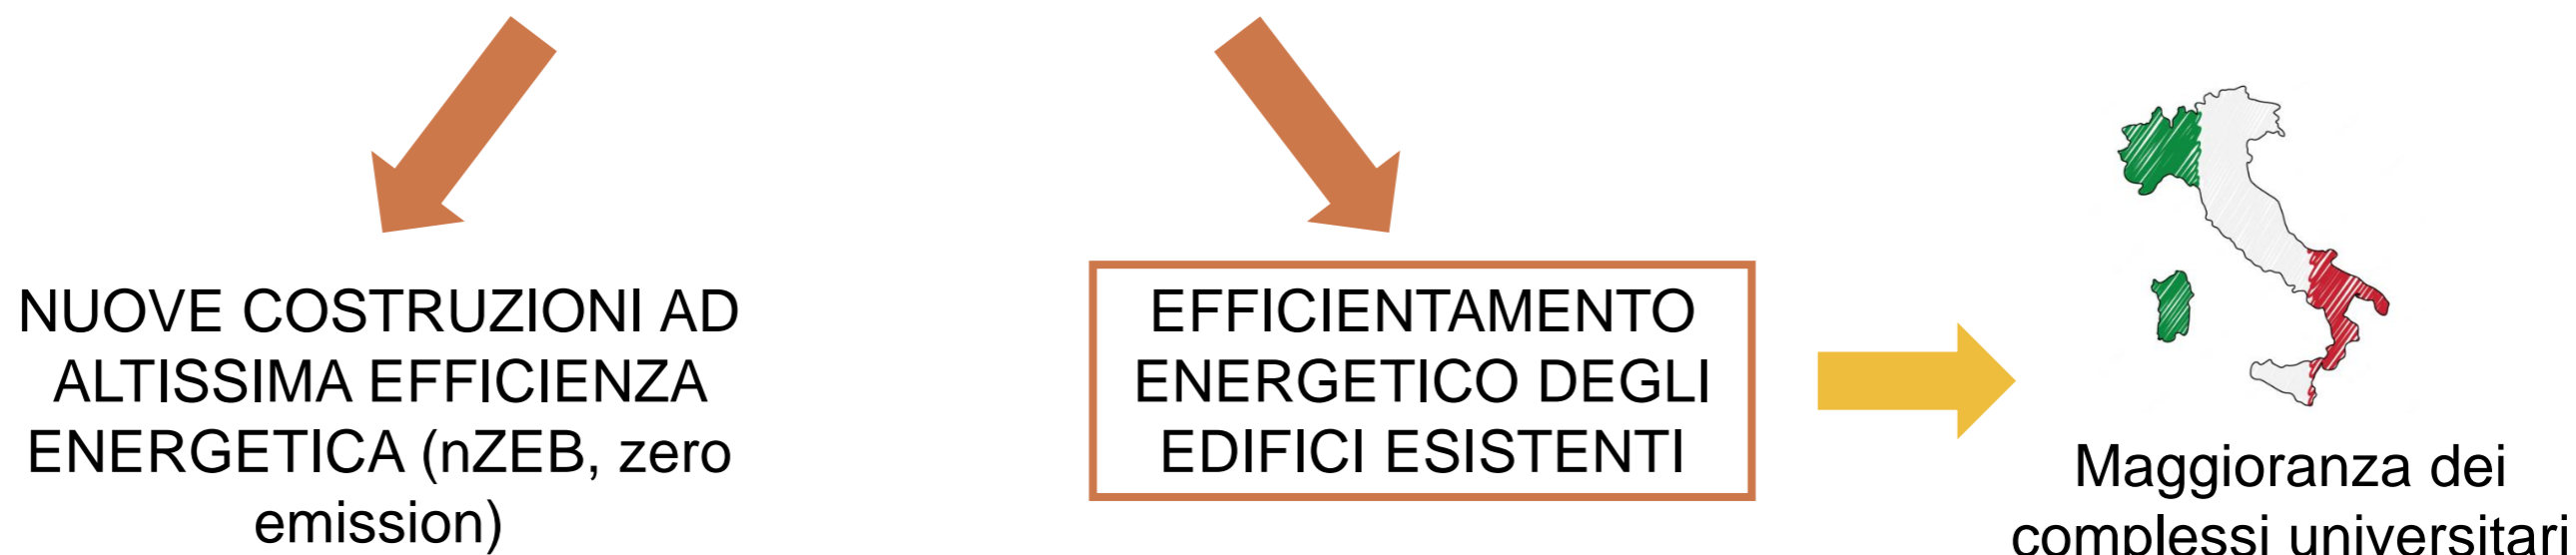 NUOVE COSTRUZIONI AD
ALTISSIMA EFFICIENZA
ENERGETICA (nZEB, zero
emission)
EFFICIENTAMENTO
ENERGETICO DEGLI
EDIFICI ESISTENTI
Maggioranza dei
complessi universitari